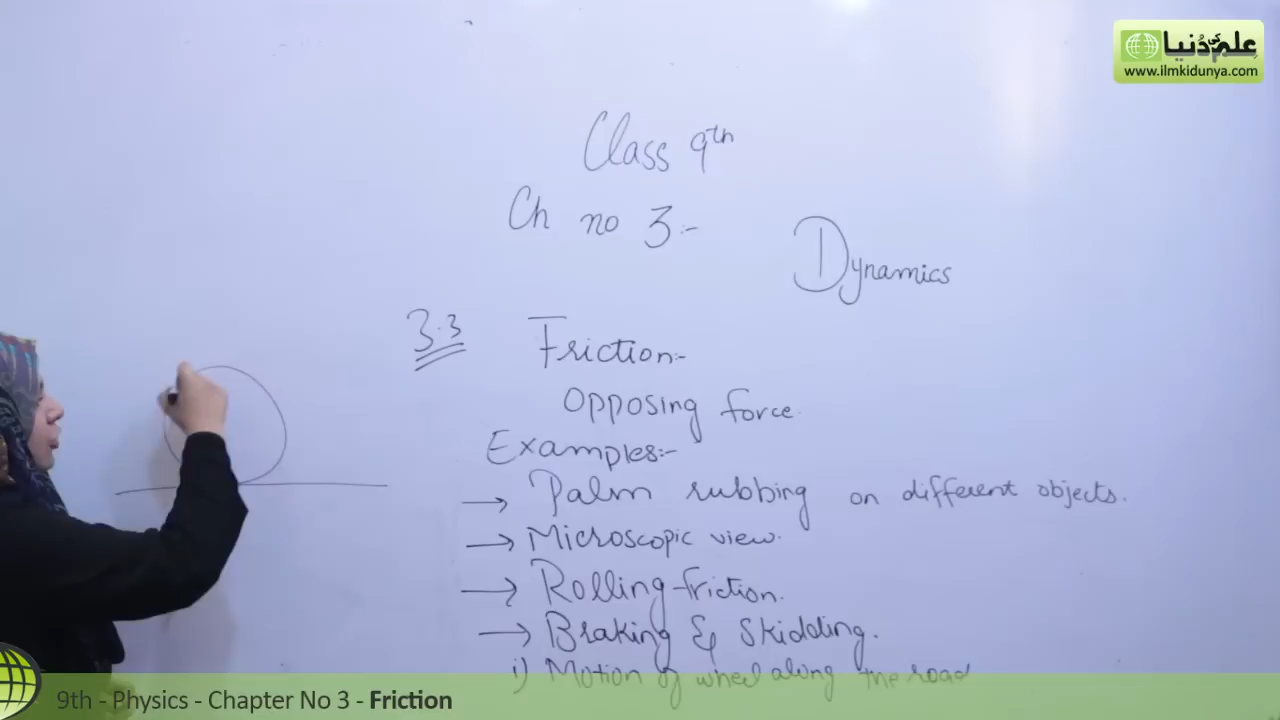 علم کی دُنیا
www.ilmkidunya.com
Class 9th
Ch no 3:-
Dynamics
3.3 Friction:-
Opposing force.
Examples:-
→ Palm rubbing on different objects.
→ Microscopic view.
→ Rolling friction.
→ Braking & Skidding.
i) Motion of wheel along the road
9th - Physics - Chapter No 3 - Friction